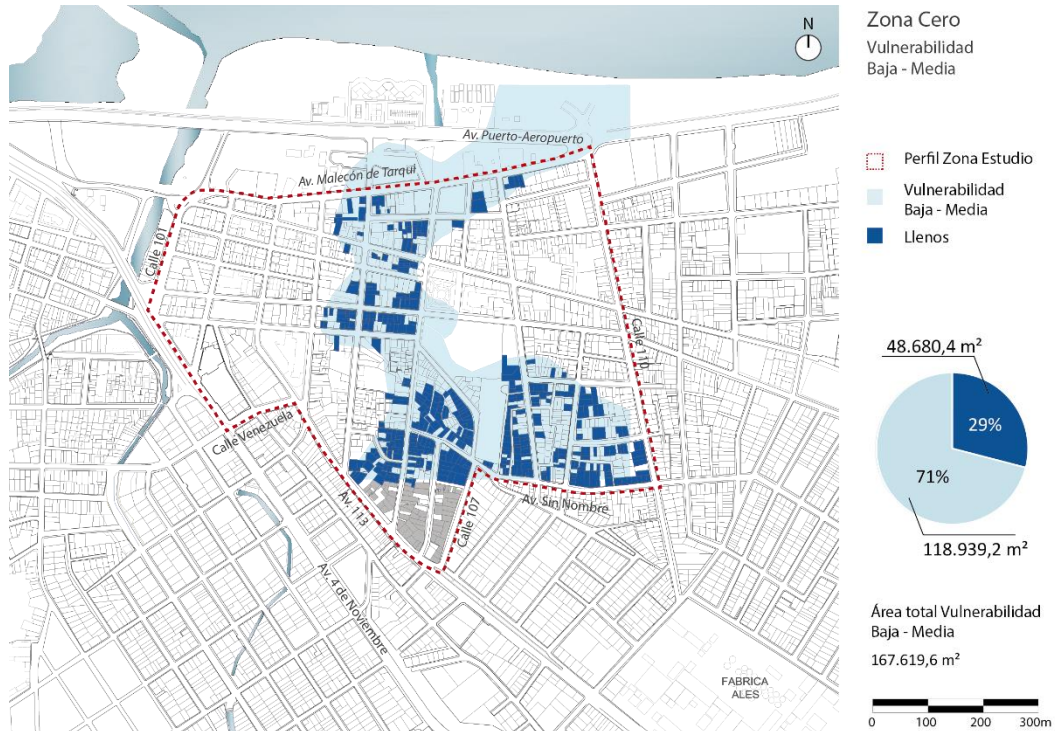 Zona Cero
Vulnerabilidad
Baja - Media
N
Av. Puerto-Aeropuerto
Av. Malecón de Tarqui
Calle 101
Calle 110
Calle Venezuela
Av. 113
Calle 107
Av. Sin Nombre
Av. 4 de Noviembre
FABRICA
ALES
Perfil Zona Estudio
Vulnerabilidad
Baja - Media
Llenos
48.680,4 m²
29%
71%
118.939,2 m²
Área total Vulnerabilidad
Baja - Media
167.619,6 m²
0 100 200 300m